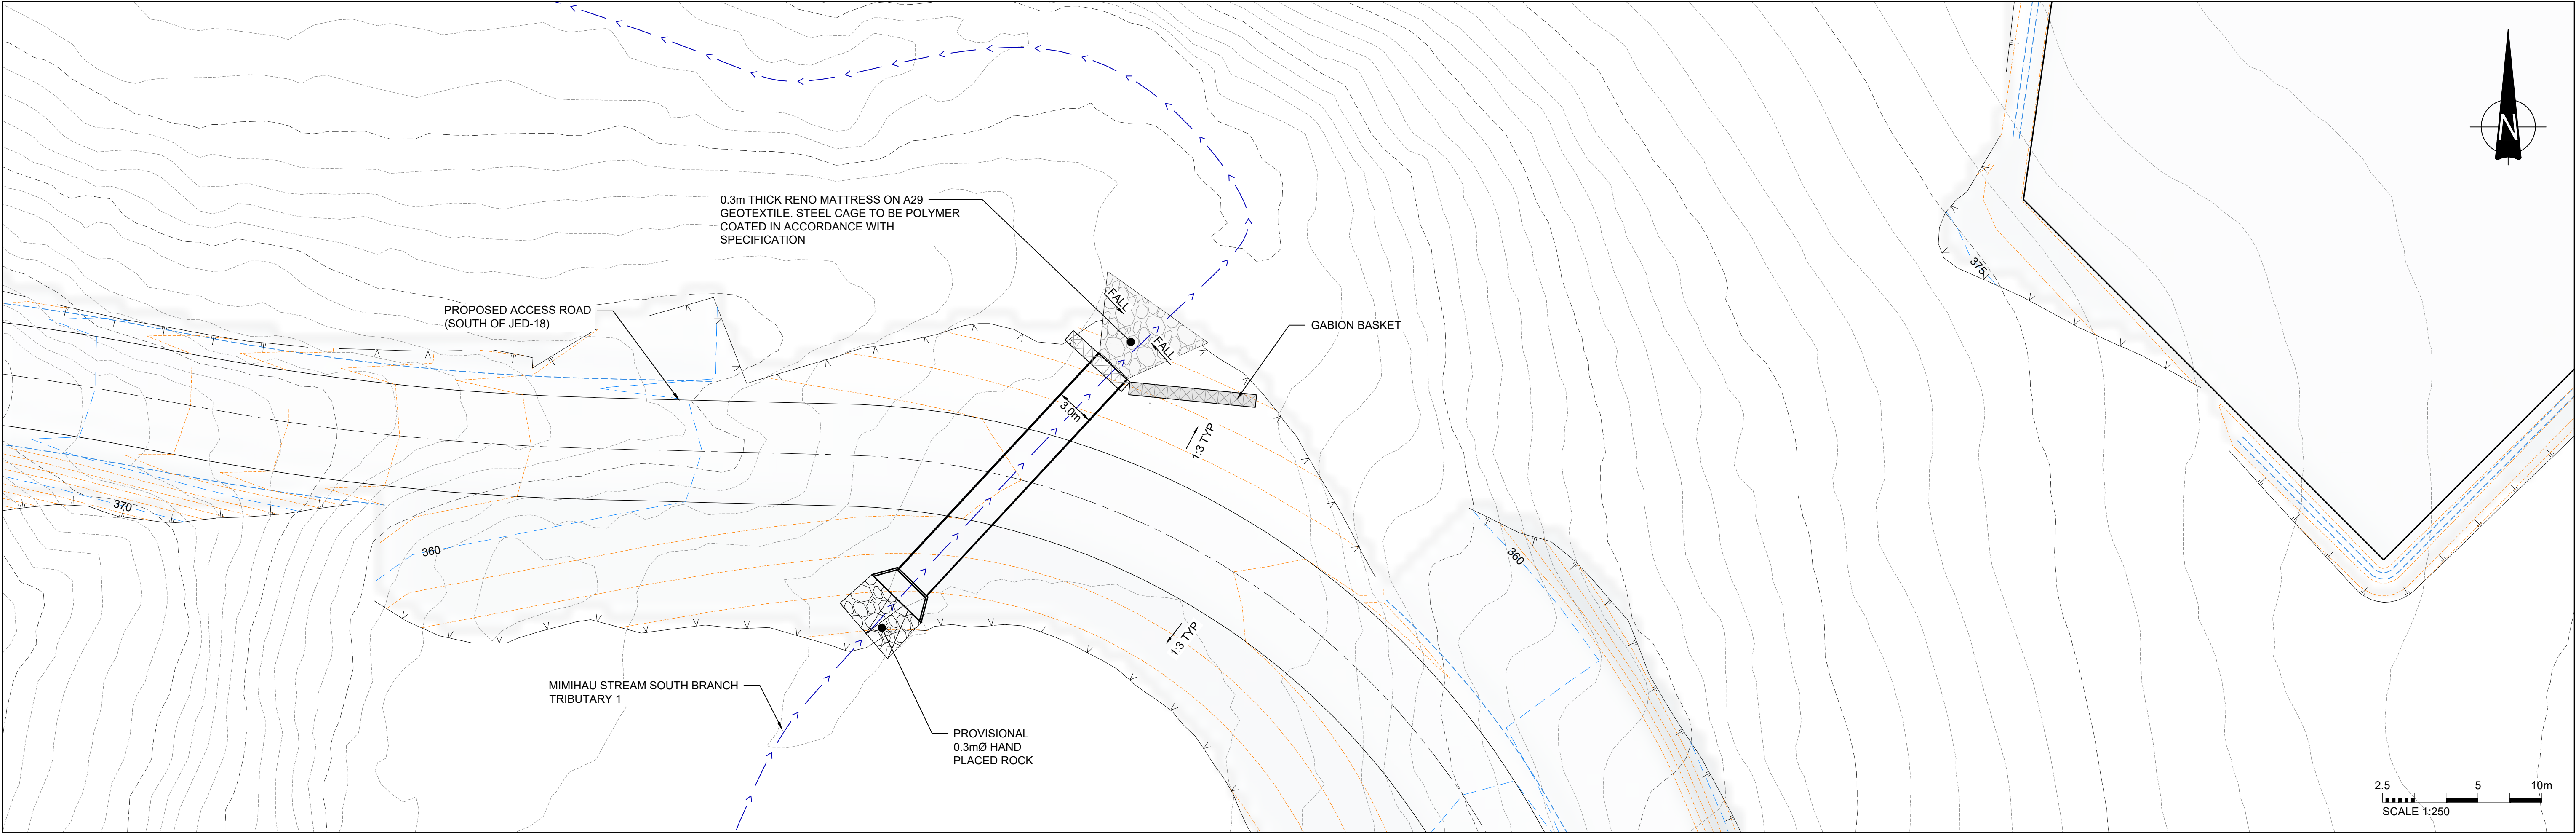 N
0.3m THICK RENO MATTRESS ON A29
GEOTEXTILE. STEEL CAGE TO BE POLYMER
COATED IN ACCORDANCE WITH
SPECIFICATION
375
FALL
PROPOSED ACCESS ROAD
(SOUTH OF JED-18)
GABION BASKET
FALL
3.0m
1:3 TYP
370
360
360
1:3 TYP
MIMIHAU STREAM SOUTH BRANCH
TRIBUTARY 1
PROVISIONAL
0.3mØ HAND
PLACED ROCK
2.5 5 10m
SCALE 1:250